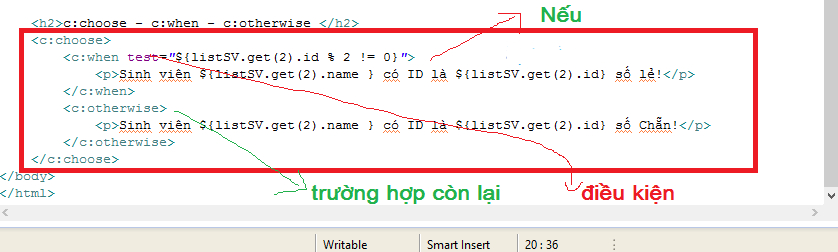 <h2>c:choose - c:when - c:otherwise </h2>
Nếu
<c:choose>
<c:when test="${listSV.get(2).id % 2 != 0}">
<p>Sinh viên ${listSV.get(2).name } có ID là ${listSV.get(2).id} số lẻ!</p>
</c:when>
<c:otherwise>
<p>Sinh viên ${listSV.get(2).name } có ID là ${listSV.get(2).id} số Chẵn!</p>
</c:otherwise>
</c:choose>
</body>
</html>
trường hợp còn lại
điều kiện
Writable
Smart Insert
20 : 36